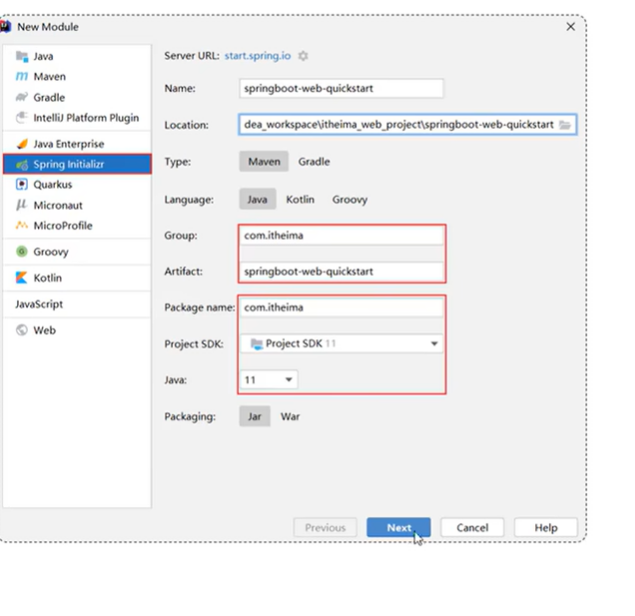 New Module
Java
Maven
Gradle
IntelliJ Platform Plugin
Java Enterprise
Spring Initializr
Quarkus
Micronaut
MicroProfile
Groovy
Kotlin
JavaScript
Web
Server URL: start.spring.io
Name: springboot-web-quickstart
Location: dea_workspace\itheima_web_project\springboot-web-quickstart
Type: Maven Gradle
Language: Java Kotlin Groovy
Group: com.itheima
Artifact: springboot-web-quickstart
Package name: com.itheima
Project SDK: Project SDK 11
Java: 11
Packaging: Jar War
Previous Next Cancel Help